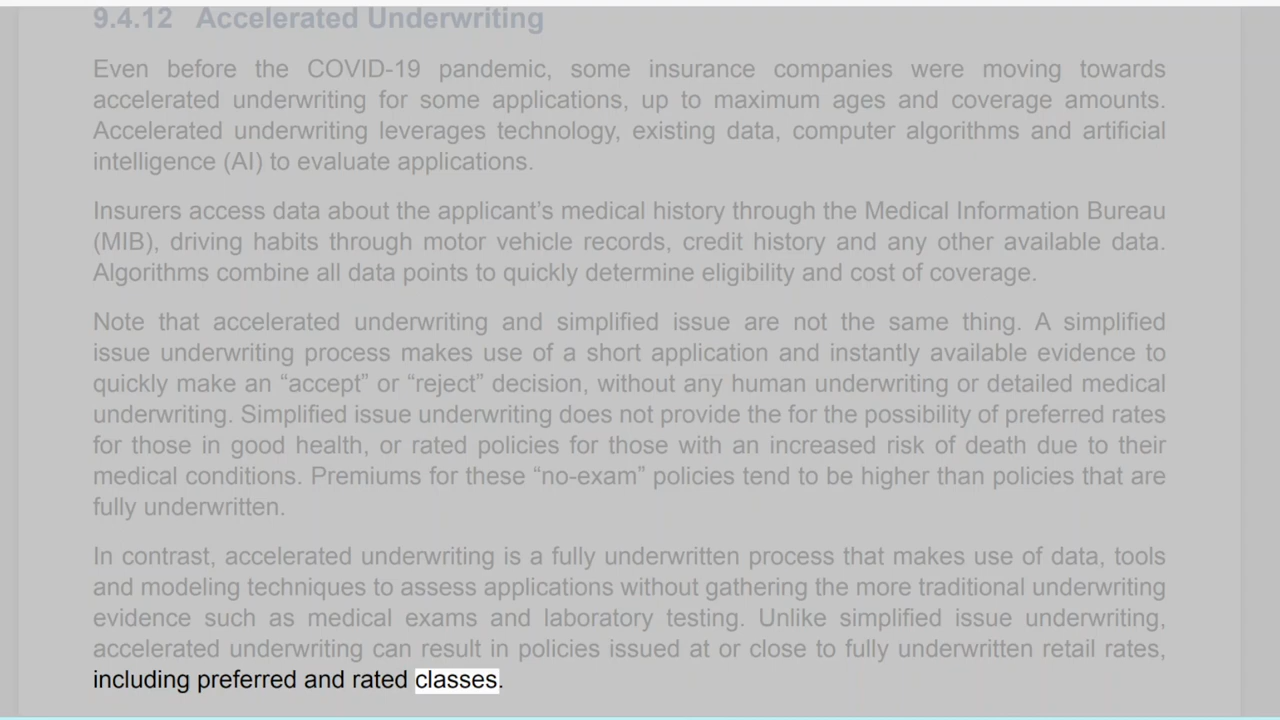 9.4.12 Accelerated Underwriting
Even before the COVID-19 pandemic, some insurance companies were moving towards
accelerated underwriting for some applications, up to maximum ages and coverage amounts.
Accelerated underwriting leverages technology, existing data, computer algorithms and artificial
intelligence (AI) to evaluate applications.
Insurers access data about the applicant’s medical history through the Medical Information Bureau
(MIB), driving habits through motor vehicle records, credit history and any other available data.
Algorithms combine all data points to quickly determine eligibility and cost of coverage.
Note that accelerated underwriting and simplified issue are not the same thing. A simplified
issue underwriting process makes use of a short application and instantly available evidence to
quickly make an “accept” or “reject” decision, without any human underwriting or detailed medical
underwriting. Simplified issue underwriting does not provide the for the possibility of preferred rates
for those in good health, or rated policies for those with an increased risk of death due to their
medical conditions. Premiums for these “no-exam” policies tend to be higher than policies that are
fully underwritten.
In contrast, accelerated underwriting is a fully underwritten process that makes use of data, tools
and modeling techniques to assess applications without gathering the more traditional underwriting
evidence such as medical exams and laboratory testing. Unlike simplified issue underwriting,
accelerated underwriting can result in policies issued at or close to fully underwritten retail rates,
including preferred and rated classes.